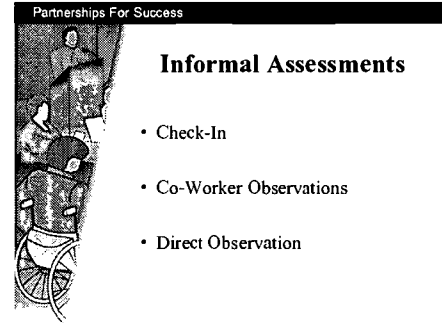 Partnerships For Success
Informal Assessments
• Check-In
• Co-Worker Observations
• Direct Observation